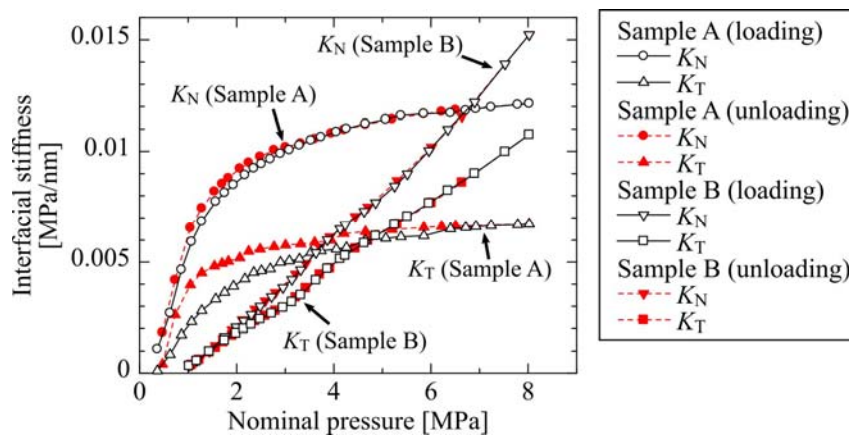 0.015
0.01
0.005
0
0
2
4
6
8
Interfacial stiffness
[MPa/nm]
Nominal pressure [MPa]
K_N
(Sample B)
K_N (Sample A)
K_T (Sample A)
K_T (Sample B)
Sample A (loading)
K_N
K_T
Sample A (unloading)
K_N
K_T
Sample B (loading)
K_N
K_T
Sample B (unloading)
K_N
K_T